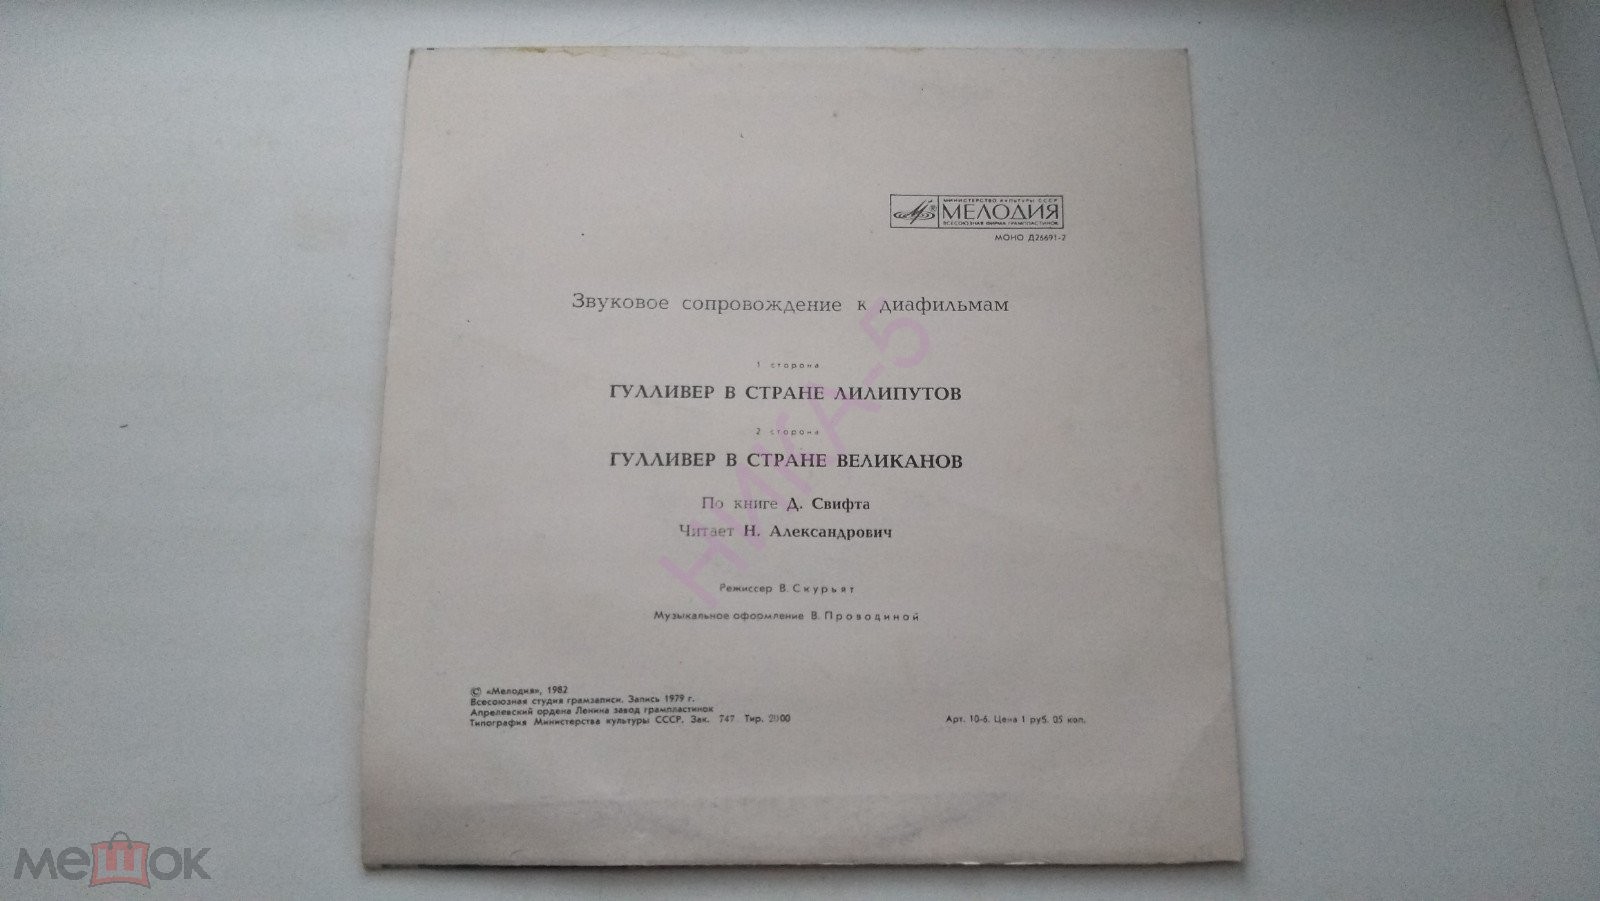 МИНИСТЕРСТВО КУЛЬТУРЫ СССР
МЕЛОДИЯ
ВСЕСОЮЗНАЯ ФИРМА ГРАМПЛАСТИНОК
МОНО Д26691-2
Звуковое сопровождение к диафильмам
1 сторона
ГУЛЛИВЕР В СТРАНЕ ЛИЛИПУТОВ
2 сторона
ГУЛЛИВЕР В СТРАНЕ ВЕЛИКАНОВ
По книге Д. Свифта
Читает Н. Александрович
Режиссер В. Скурьят
Музыкальное оформление В. Проводиной
© «Мелодия», 1982
Всесоюзная студия грамзаписи. Запись 1979 г.
Апрелевский ордена Ленина завод грампластинок
Типография Министерства культуры СССР. Зак. 747 Тир. 2000
Арт. 10-6. Цена 1 руб. 05 коп.
НИКА-5
мешок